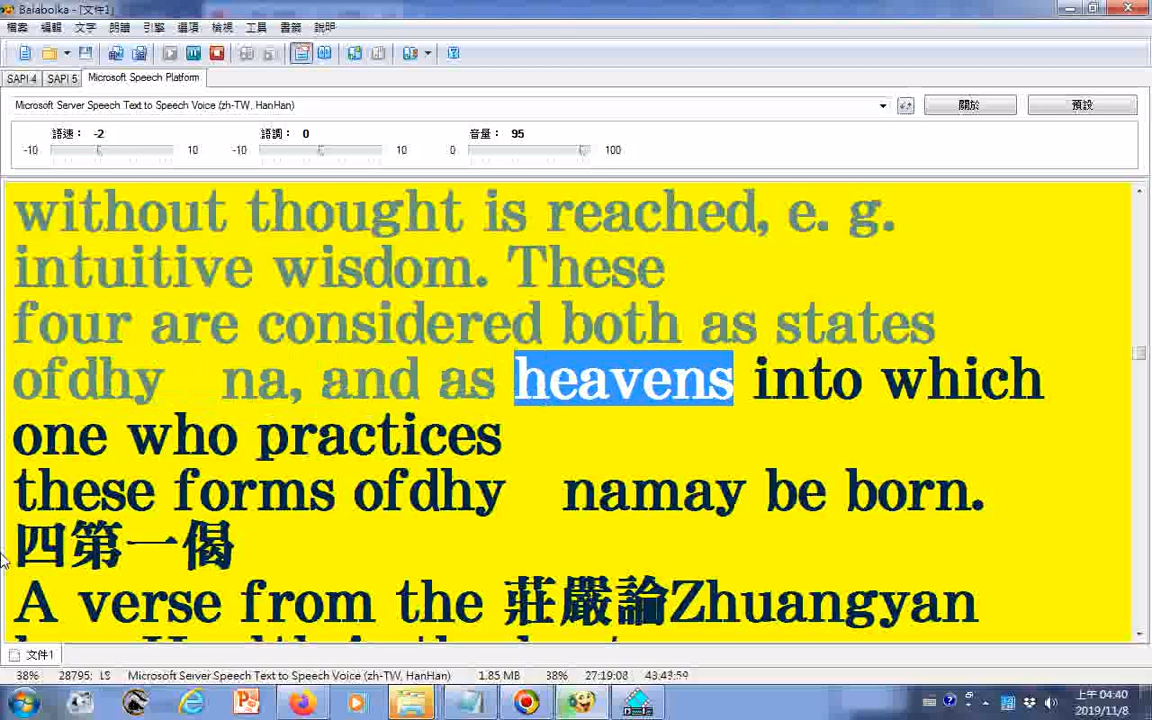 Balabolka - [文件1]
檔案 編輯 文字 朗讀 引擎 選項 檢視 工具 書籤 說明
SAPI 4 SAPI 5 Microsoft Speech Platform
Microsoft Server Speech Text to Speech Voice (zh-TW, HanHan) 關於 預設
語速： -2 語調： 0 音量： 95
-10 10 -10 10 0 100
without thought is reached, e. g.
intuitive wisdom. These
four are considered both as states
ofdhy na, and as heavens into which
one who practices
these forms ofdhy namay be born.
四第一偈
A verse from the 莊嚴論Zhuangyan
文件1
38% 28795: 15 Microsoft Server Speech Text to Speech Voice (zh-TW, HanHan) 1.85 MB 38% 27:19:08 43:43:59
上午 04:40
2019/11/8